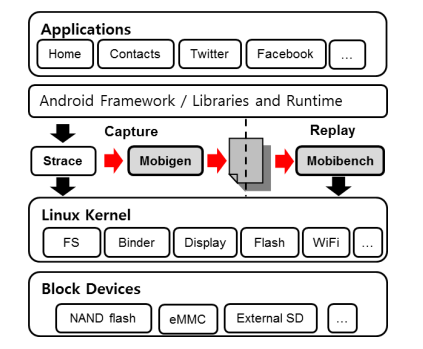 Applications
Home Contacts Twitter Facebook ...
Android Framework / Libraries and Runtime
Capture Replay
Strace Mobigen Mobibench
Linux Kernel
FS Binder Display Flash WiFi ...
Block Devices
NAND flash eMMC External SD ...